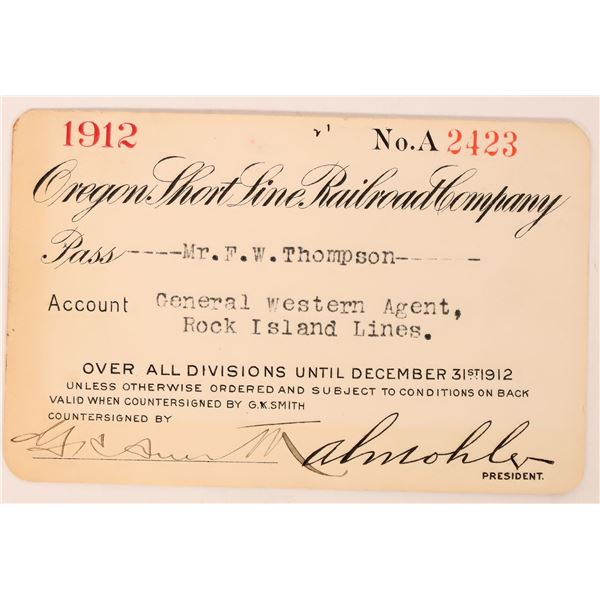 1912 No. A 2423
Oregon Short Line Railroad Company
Pass-----Mr. F. W. Thompson------
Account General Western Agent,
Rock Island Lines.
OVER ALL DIVISIONS UNTIL DECEMBER 31ST 1912
UNLESS OTHERWISE ORDERED AND SUBJECT TO CONDITIONS ON BACK
VALID WHEN COUNTERSIGNED BY G.K. SMITH
COUNTERSIGNED BY
G K Smith A L Mohler
PRESIDENT.